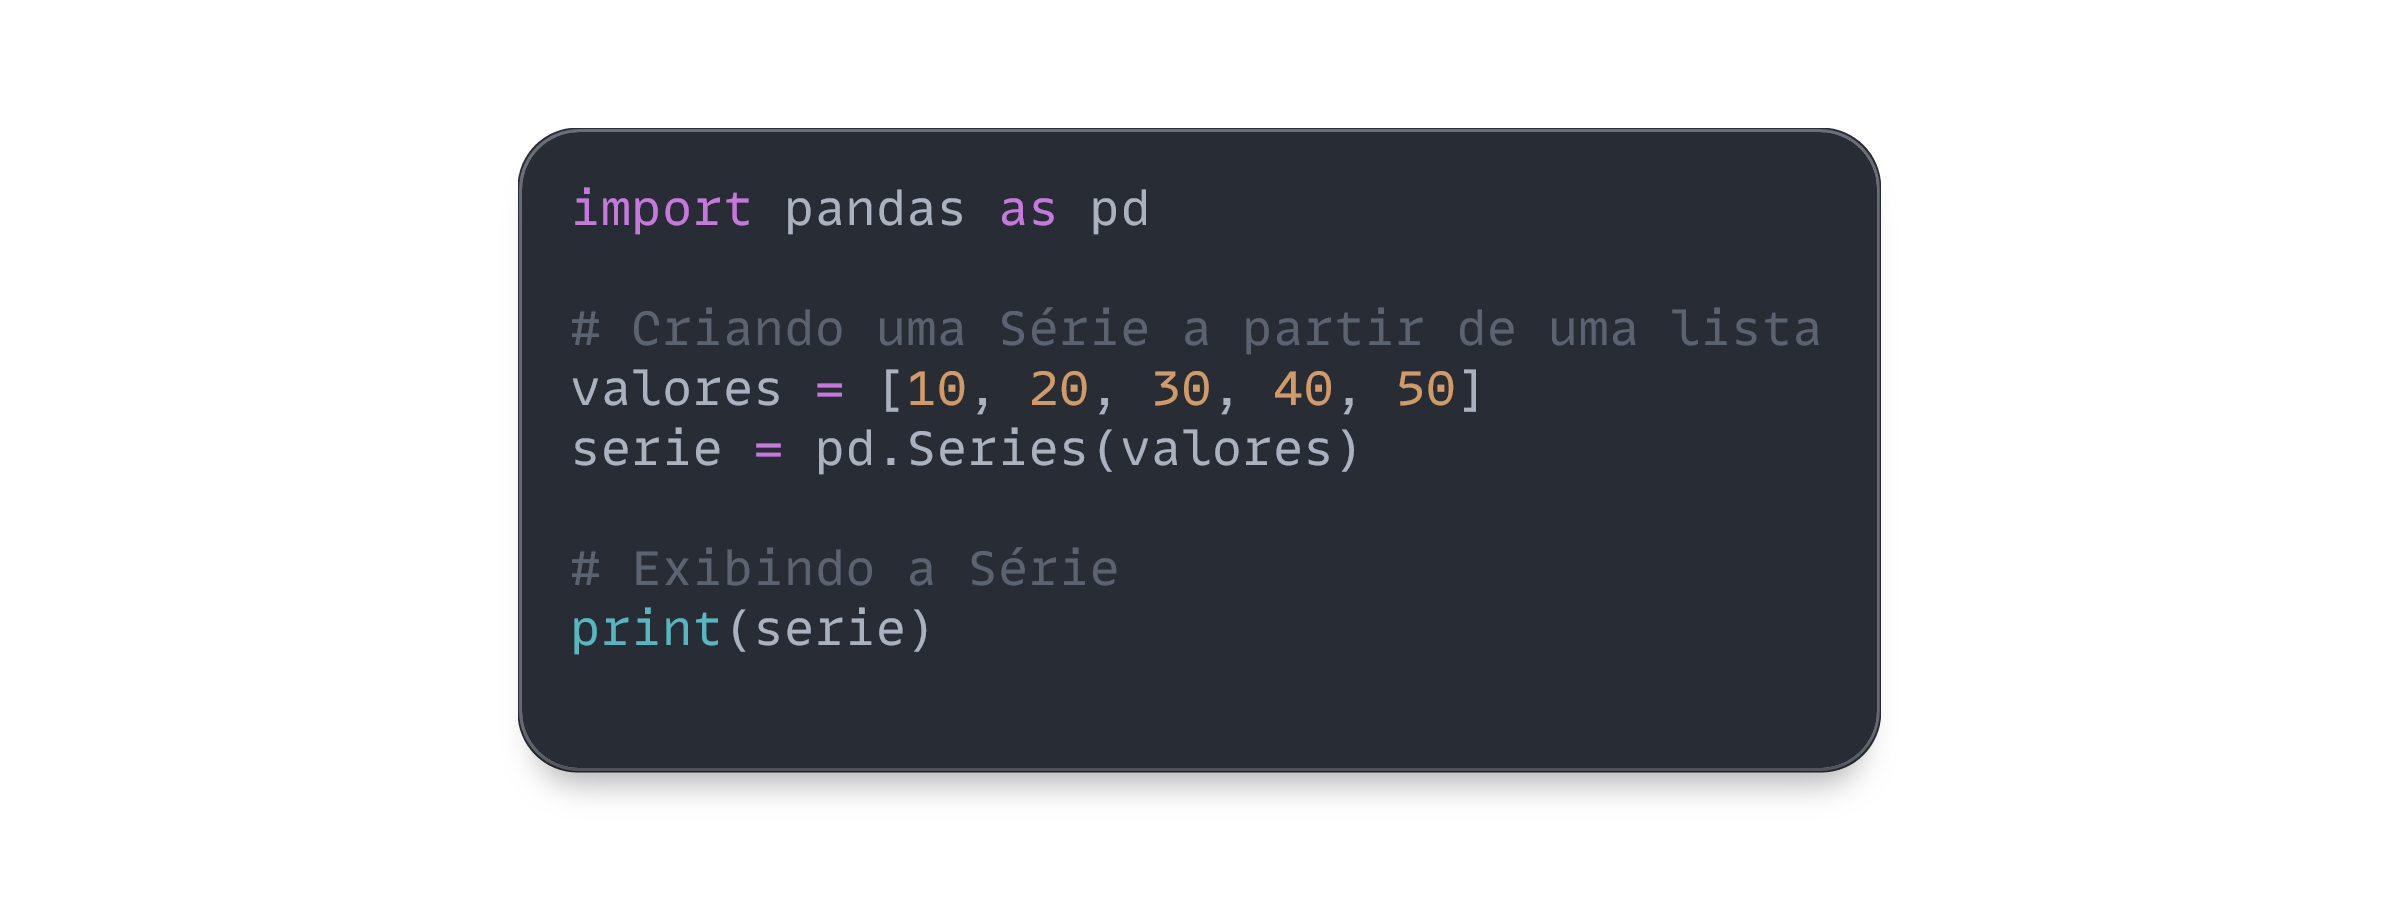 import pandas as pd
# Criando uma Série a partir de uma lista
valores = [10, 20, 30, 40, 50]
serie = pd.Series(valores)
# Exibindo a Série
print(serie)